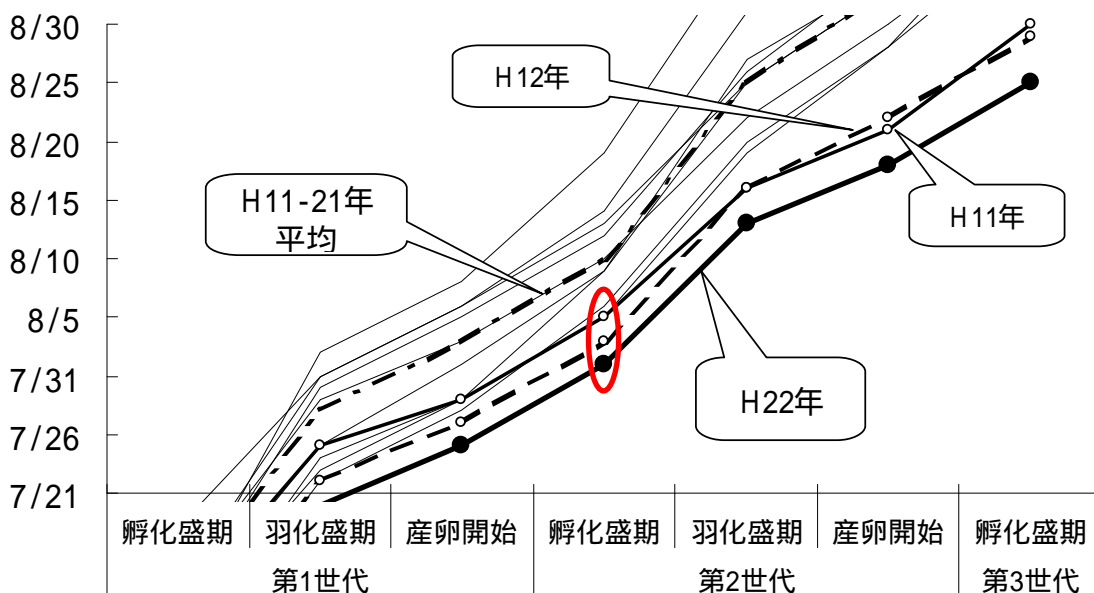 8/30
8/25
8/20
8/15
8/10
8/5
7/31
7/26
7/21
H12年
H11-21年
平均
H11年
H22年
孵化盛期 羽化盛期 産卵開始 孵化盛期 羽化盛期 産卵開始 孵化盛期
第1世代 第2世代 第3世代